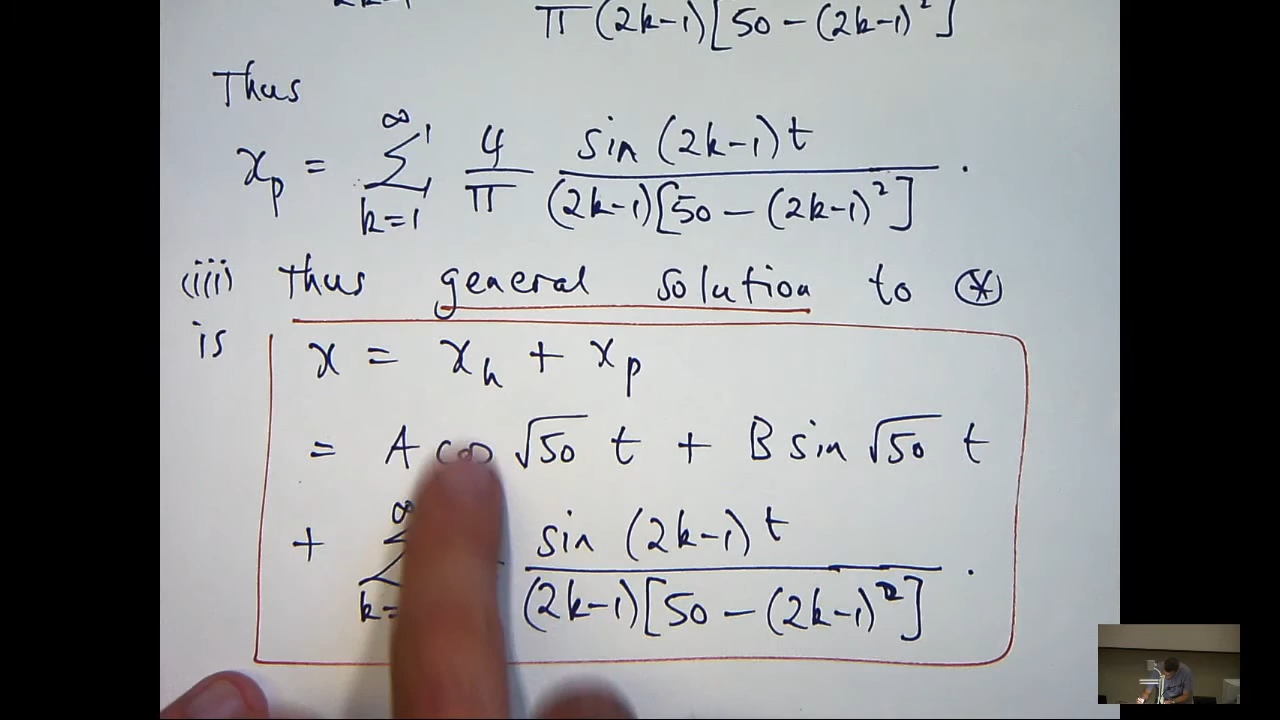 2k-1
π (2k-1)[50 - (2k-1)²]
Thus
x_p = ∑_{k=1}^{∞} 4/π sin (2k-1)t / (2k-1)[50 - (2k-1)²] .
(iii) Thus general solution to ⊛
is
x = x_h + x_p
= A cos √50 t + B sin √50 t
+ ∑_{k=}^{∞} sin (2k-1)t / (2k-1)[50 - (2k-1)²] .